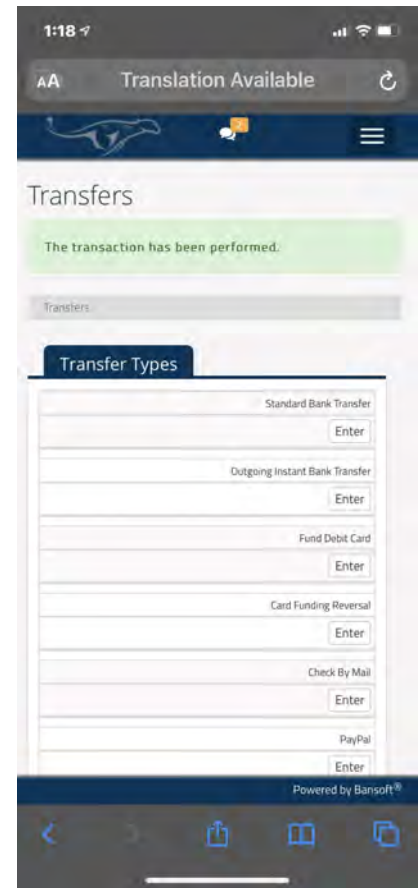 1:18
AA Translation Available
2
Transfers
The transaction has been performed.
Transfers
Transfer Types
Standard Bank Transfer
Enter
Outgoing Instant Bank Transfer
Enter
Fund Debit Card
Enter
Card Funding Reversal
Enter
Check By Mail
Enter
PayPal
Enter
Powered by Bansoft®